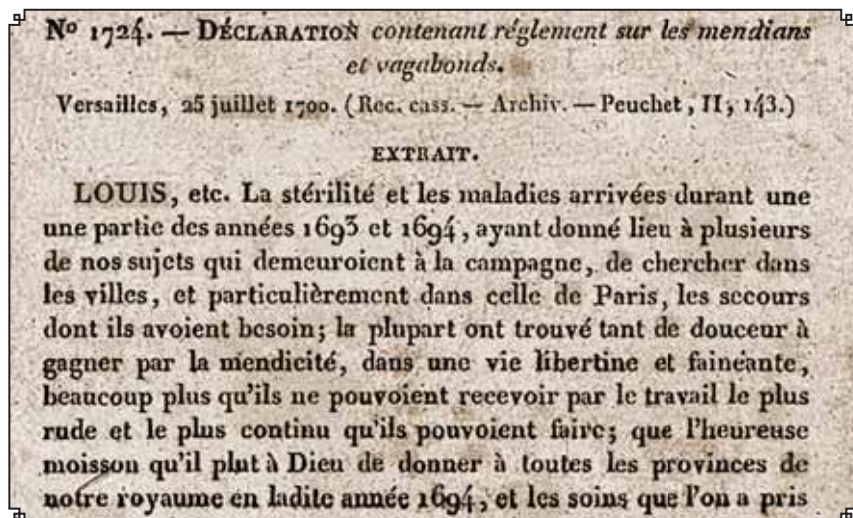 Nº 1724. — DÉCLARATION contenant réglement sur les mendians
et vagabonds.
Versailles, 25 juillet 1700. (Rec. cass. — Archiv. — Peuchet, II, 143.)
EXTRAIT.
LOUIS, etc. La stérilité et les maladies arrivées durant une
une partie des années 1693 et 1694, ayant donné lieu à plusieurs
de nos sujets qui demeuroient à la campagne, de chercher dans
les villes, et particulièrement dans celle de Paris, les secours
dont ils avoient besoin; la plupart ont trouvé tant de douceur à
gagner par la mendicité, dans une vie libertine et fainéante,
beaucoup plus qu'ils ne pouvoient recevoir par le travail le plus
rude et le plus continu qu'ils pouvoient faire; que l'heureuse
moisson qu'il plut à Dieu de donner à toutes les provinces de
notre royaume en ladite année 1694, et les soins que l'on a pris